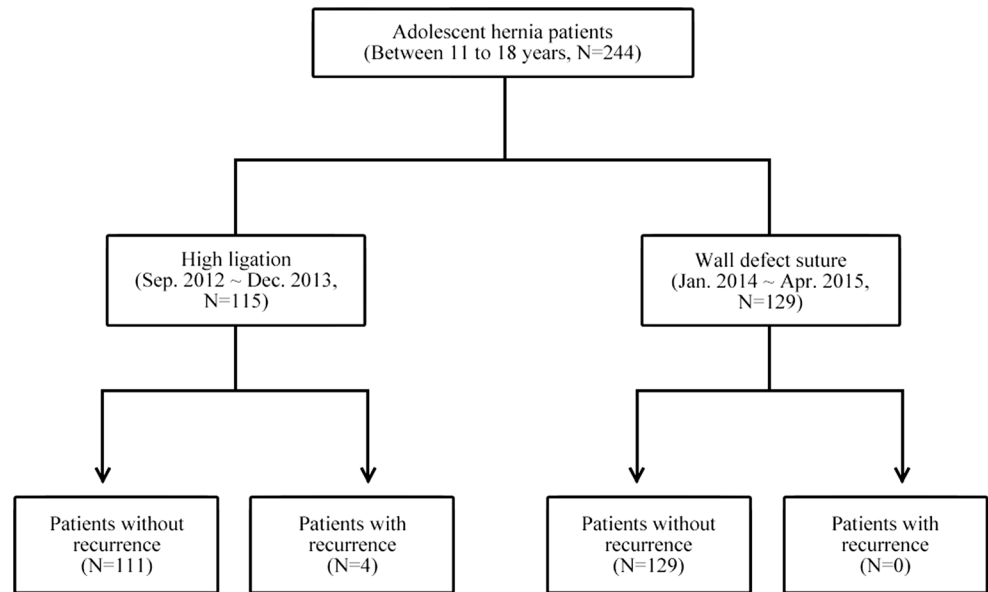 Adolescent hernia patients
(Between 11 to 18 years, N=244)
High ligation
(Sep. 2012 ~ Dec. 2013,
N=115)
Wall defect suture
(Jan. 2014 ~ Apr. 2015,
N=129)
Patients without
recurrence
(N=111)
Patients with
recurrence
(N=4)
Patients without
recurrence
(N=129)
Patients with
recurrence
(N=0)